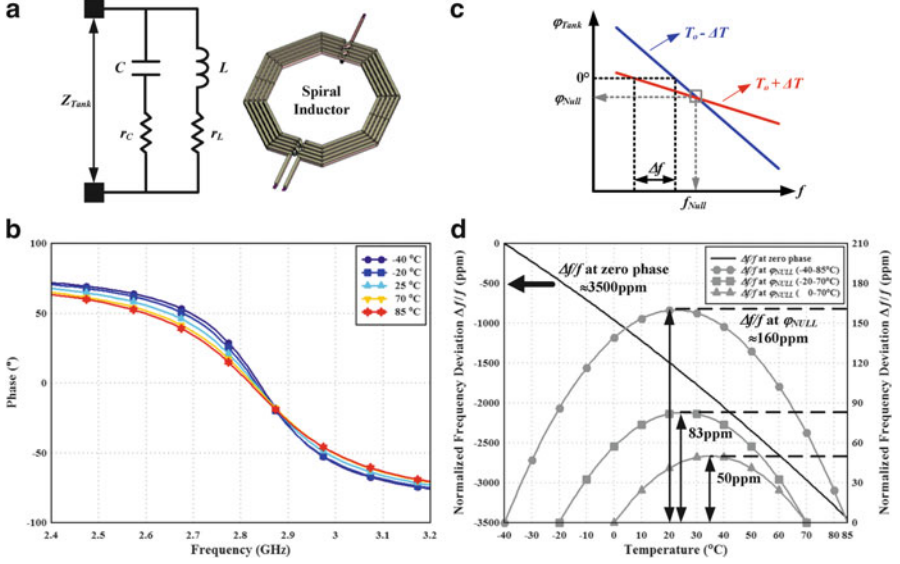 a
Z_Tank
C
L
r_C
r_L
Spiral
Inductor
c
φ_Tank
T_o - ΔT
0°
φ_Null
T_o + ΔT
Δf
f
f_Null
b
100
50
0
-50
-100
Phase (°)
2.4 2.5 2.6 2.7 2.8 2.9 3 3.1 3.2
Frequency (GHz)
-40 °C
-20 °C
25 °C
70 °C
85 °C
d
Normalized Frequency Deviation Δf/f (ppm)
0
-500
-1000
-1500
-2000
-2500
-3000
-3500
-40 -30 -20 -10 0 10 20 30 40 50 60 70 80 85
Temperature (°C)
210
180
150
120
90
60
30
0
Normalized Frequency Deviation Δf/f (ppm)
Δf/f at zero phase
Δf/f at φ_NULL (-40-85°C)
Δf/f at φ_NULL (-20-70°C)
Δf/f at φ_NULL ( 0-70°C)
Δf/f at zero phase
≈3500ppm
Δf/f at φ_NULL
≈160ppm
83ppm
50ppm